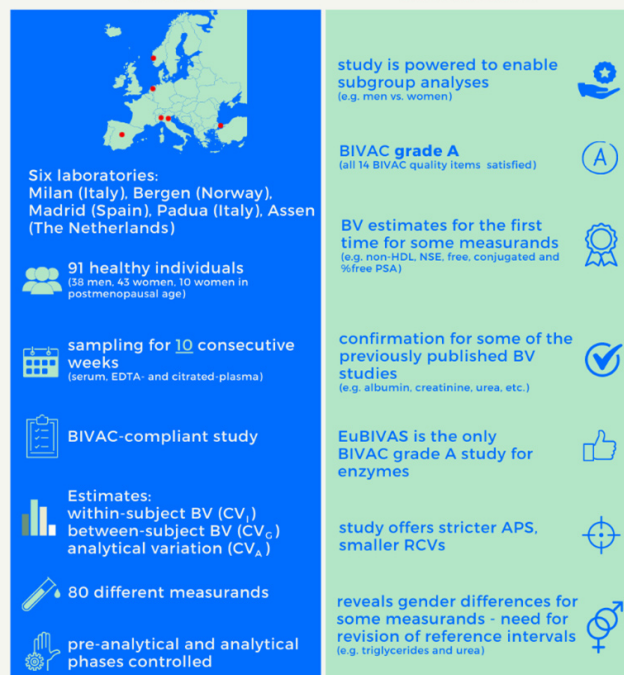 Six laboratories:
Milan (Italy), Bergen (Norway),
Madrid (Spain), Padua (Italy), Assen
(The Netherlands)
91 healthy individuals
(38 men, 43 women, 10 women in
postmenopausal age)
sampling for 10 consecutive
weeks
(serum, EDTA- and citrated-plasma)
BIVAC-compliant study
Estimates:
within-subject BV (CVI)
between-subject BV (CVG)
analytical variation (CVA)
80 different measurands
pre-analytical and analytical
phases controlled
study is powered to enable
subgroup analyses
(e.g. men vs. women)
BIVAC grade A
(all 14 BIVAC quality items satisfied)
A
BV estimates for the first
time for some measurands
(e.g. non-HDL, NSE, free, conjugated and
%free PSA)
confirmation for some of the
previously published BV
studies
(e.g. albumin, creatinine, urea, etc.)
EuBIVAS is the only
BIVAC grade A study for
enzymes
study offers stricter APS,
smaller RCVs
reveals gender differences for
some measurands - need for
revision of reference intervals
(e.g. triglycerides and urea)